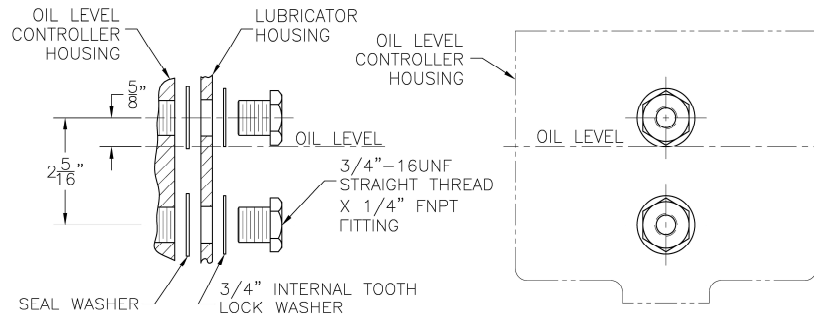 OIL LEVEL
CONTROLLER
HOUSING
LUBRICATOR
HOUSING
5/8"
OIL LEVEL
2 5/16"
3/4"-16UNF
STRAIGHT THREAD
X 1/4" FNPT
FITTING
SEAL WASHER
3/4" INTERNAL TOOTH
LOCK WASHER
OIL LEVEL
CONTROLLER
HOUSING
OIL LEVEL